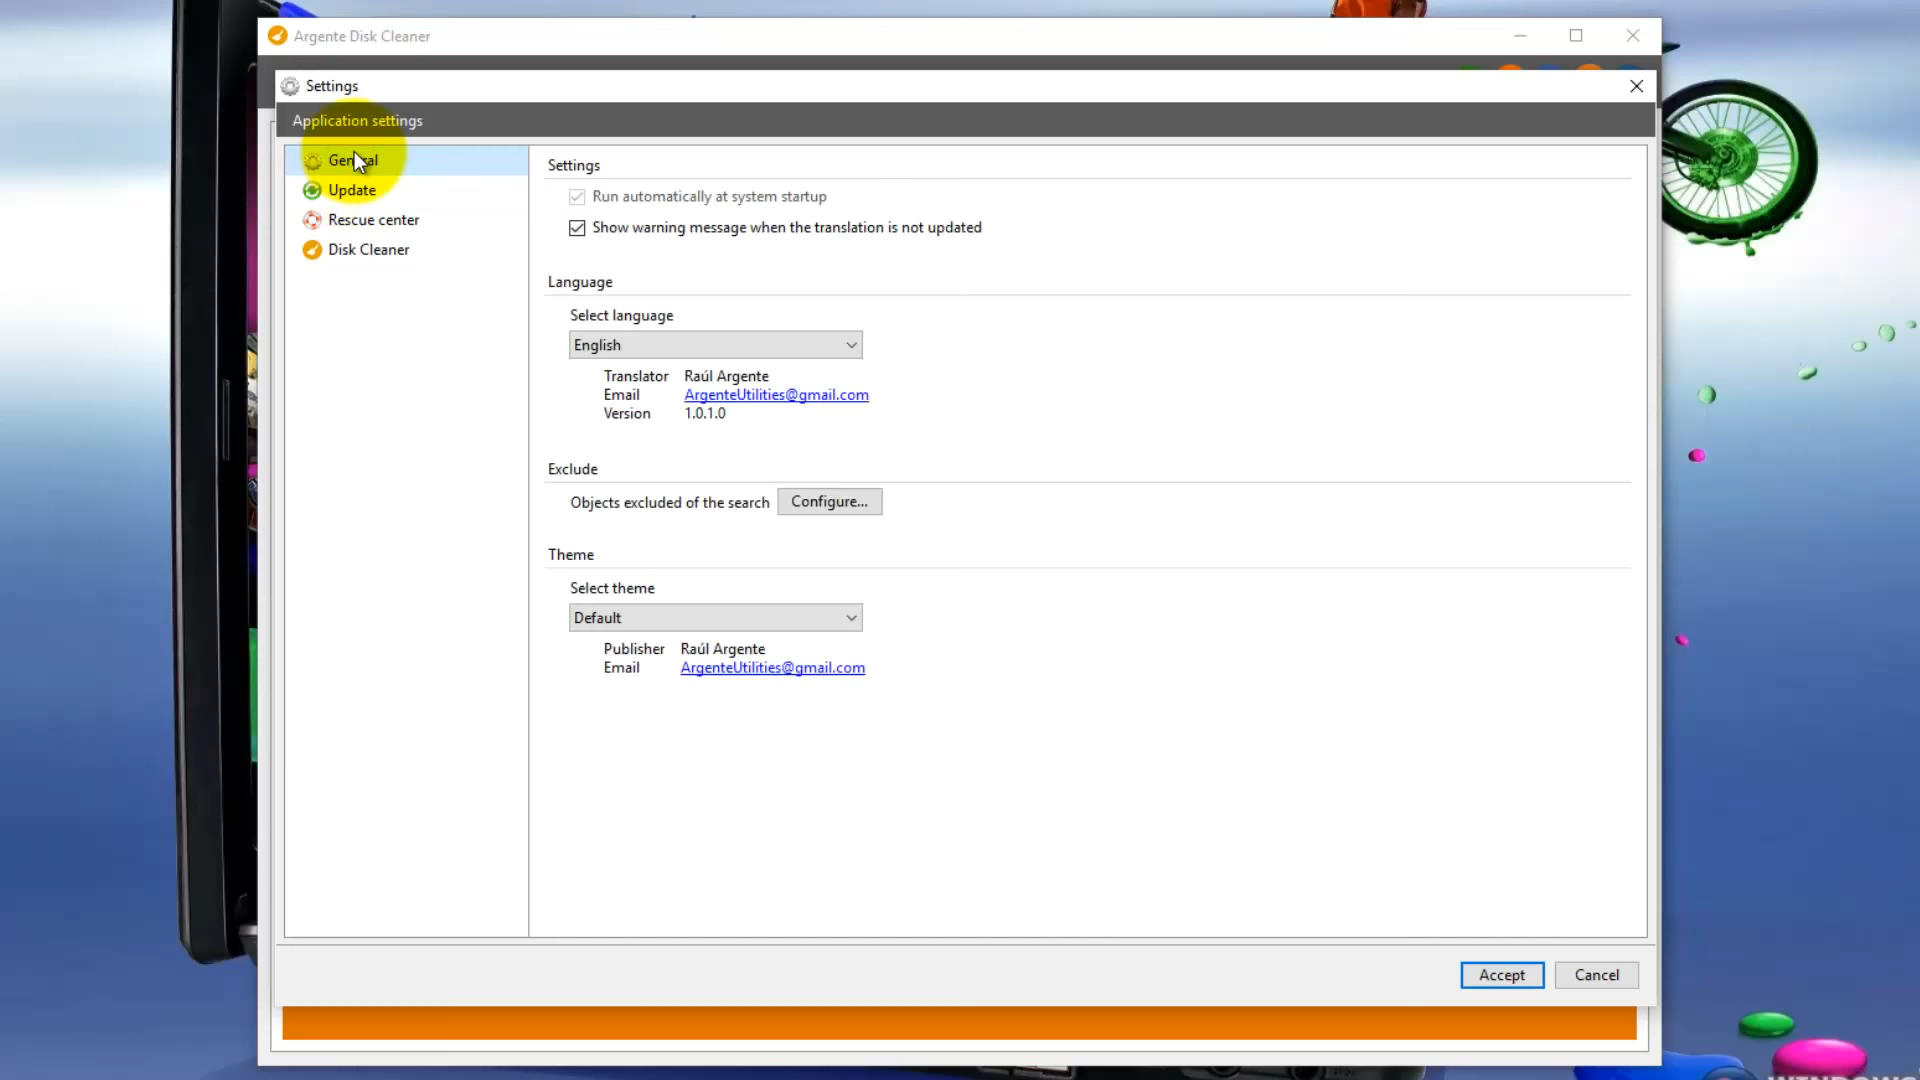 Argente Disk Cleaner
Settings
Application settings
General
Update
Rescue center
Disk Cleaner
Settings
Run automatically at system startup
Show warning message when the translation is not updated
Language
Select language
English
Translator Raúl Argente
Email ArgenteUtilities@gmail.com
Version 1.0.1.0
Exclude
Objects excluded of the search Configure...
Theme
Select theme
Default
Publisher Raúl Argente
Email ArgenteUtilities@gmail.com
Accept Cancel